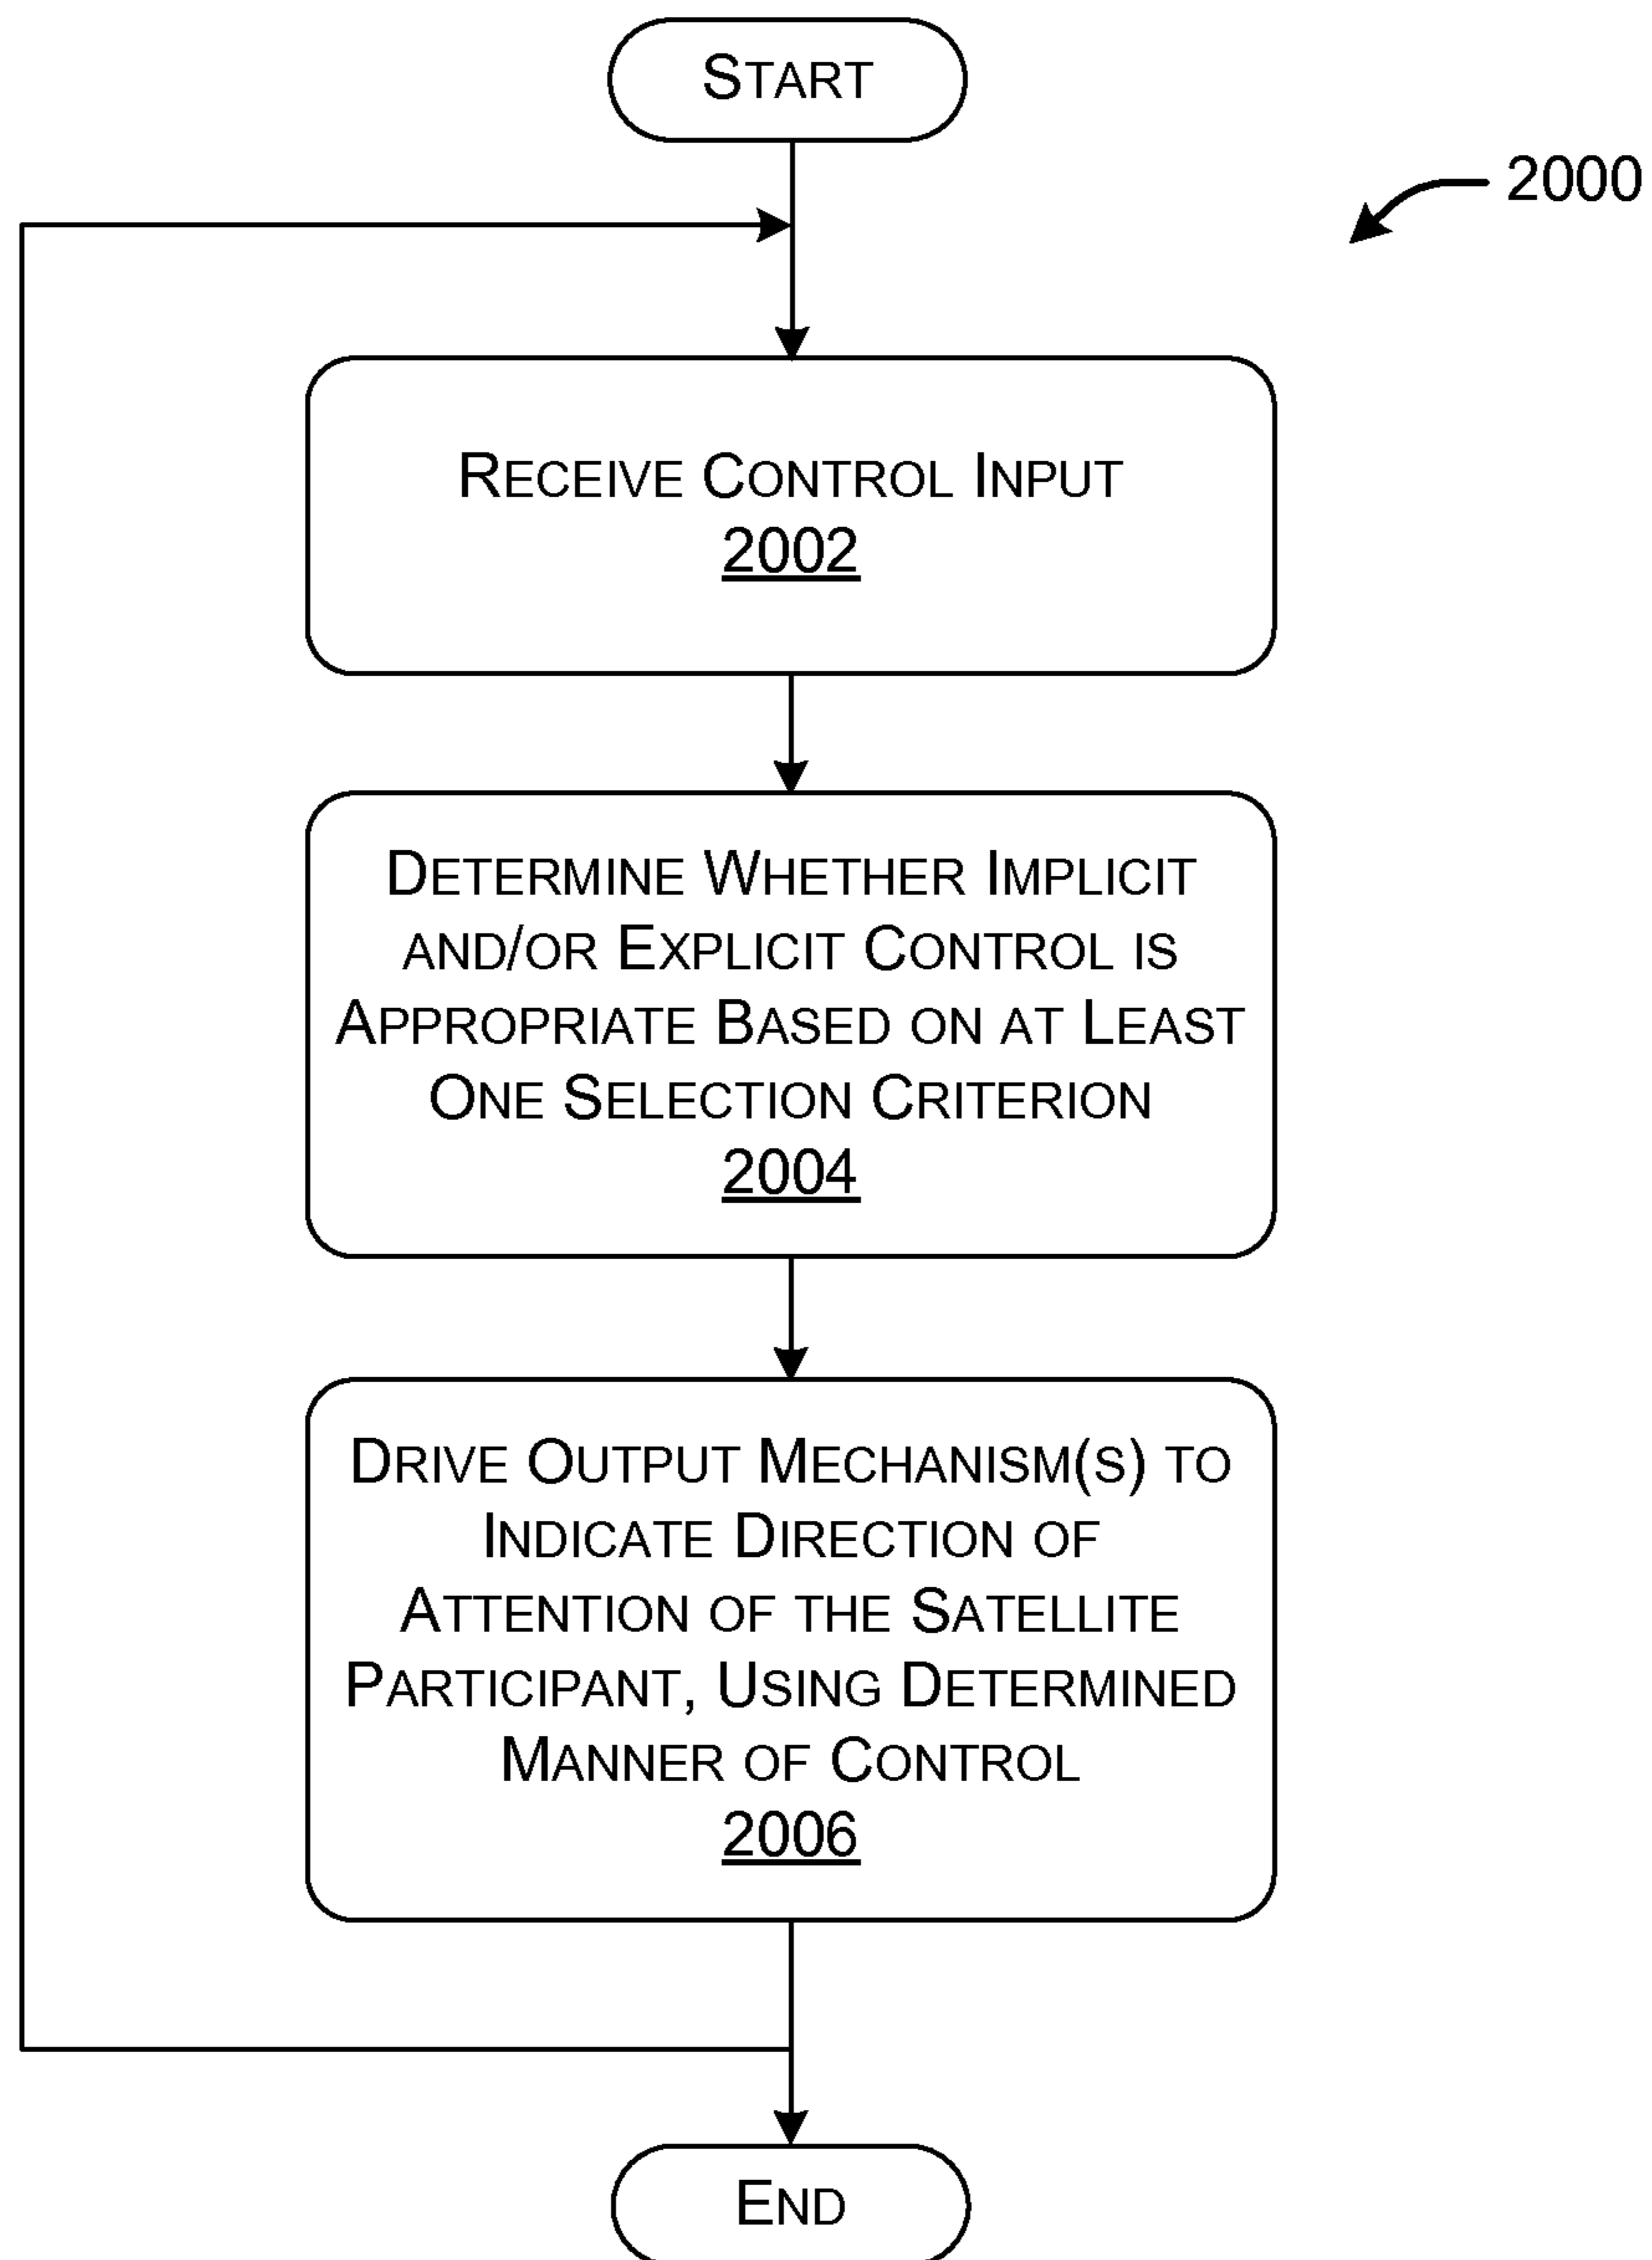 START
2000
RECEIVE CONTROL INPUT
2002
DETERMINE WHETHER IMPLICIT
AND/OR EXPLICIT CONTROL IS
APPROPRIATE BASED ON AT LEAST
ONE SELECTION CRITERION
2004
DRIVE OUTPUT MECHANISM(S) TO
INDICATE DIRECTION OF
ATTENTION OF THE SATELLITE
PARTICIPANT, USING DETERMINED
MANNER OF CONTROL
2006
END